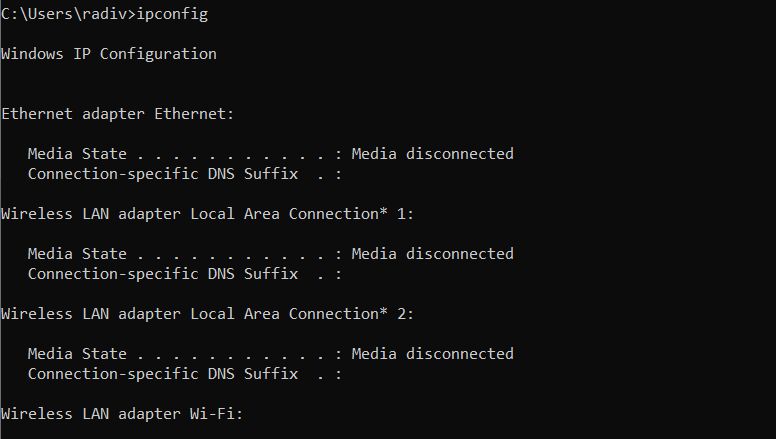 C:\Users\radiv>ipconfig
Windows IP Configuration
Ethernet adapter Ethernet:
Media State . . . . . . . . . . . : Media disconnected
Connection-specific DNS Suffix  . :
Wireless LAN adapter Local Area Connection* 1:
Media State . . . . . . . . . . . : Media disconnected
Connection-specific DNS Suffix  . :
Wireless LAN adapter Local Area Connection* 2:
Media State . . . . . . . . . . . : Media disconnected
Connection-specific DNS Suffix  . :
Wireless LAN adapter Wi-Fi: